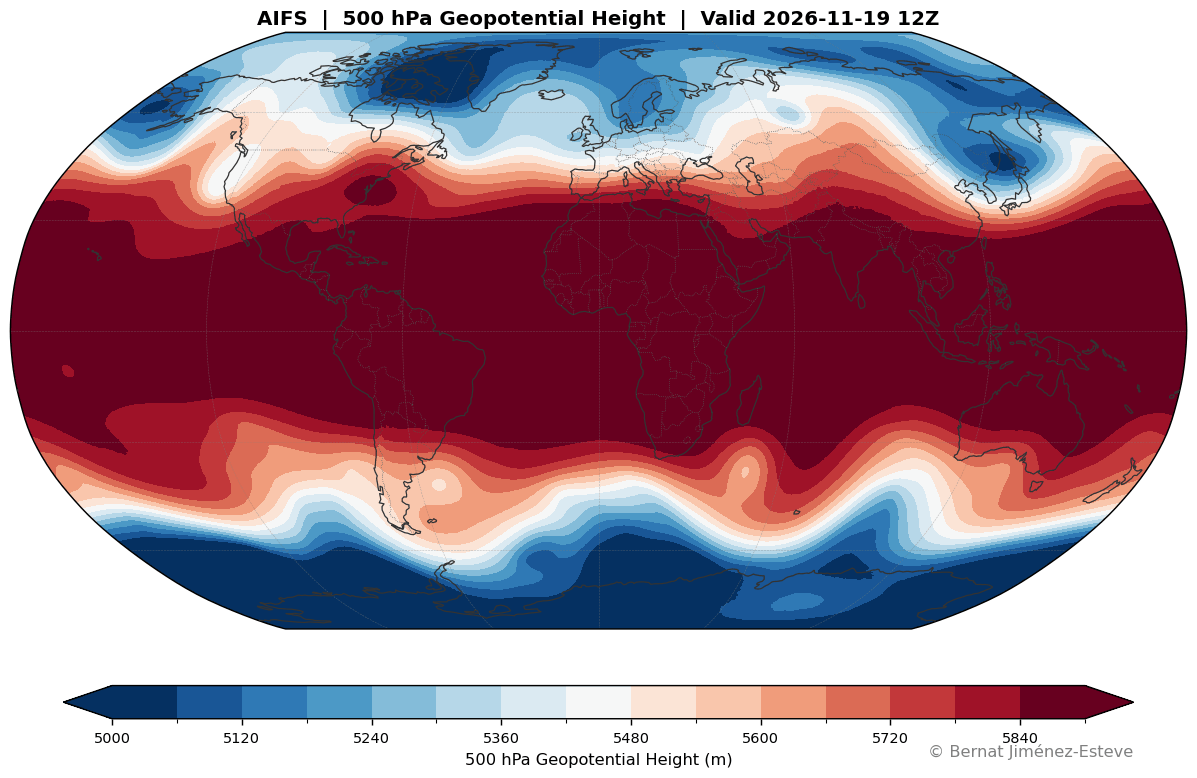 AIFS | 500 hPa Geopotential Height | Valid 2026-11-19 12Z
5000 5120 5240 5360 5480 5600 5720 5840
500 hPa Geopotential Height (m)
© Bernat Jiménez-Esteve